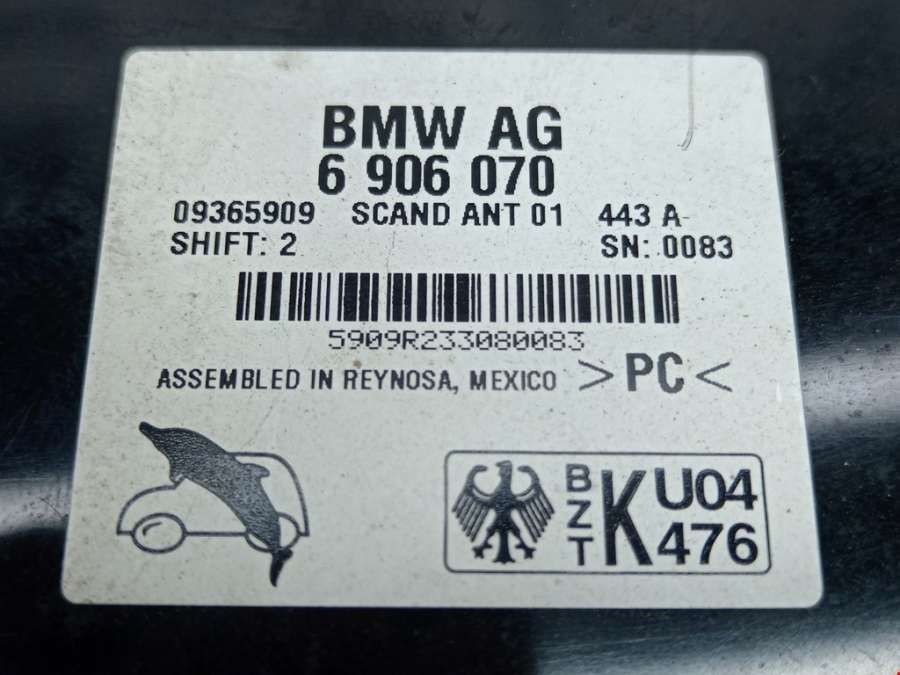 BMW AG
6 906 070
09365909 SCAND ANT 01 443 A
SHIFT: 2 SN: 0083
5909R233080083
ASSEMBLED IN REYNOSA, MEXICO >PC<
BZT K U04 476